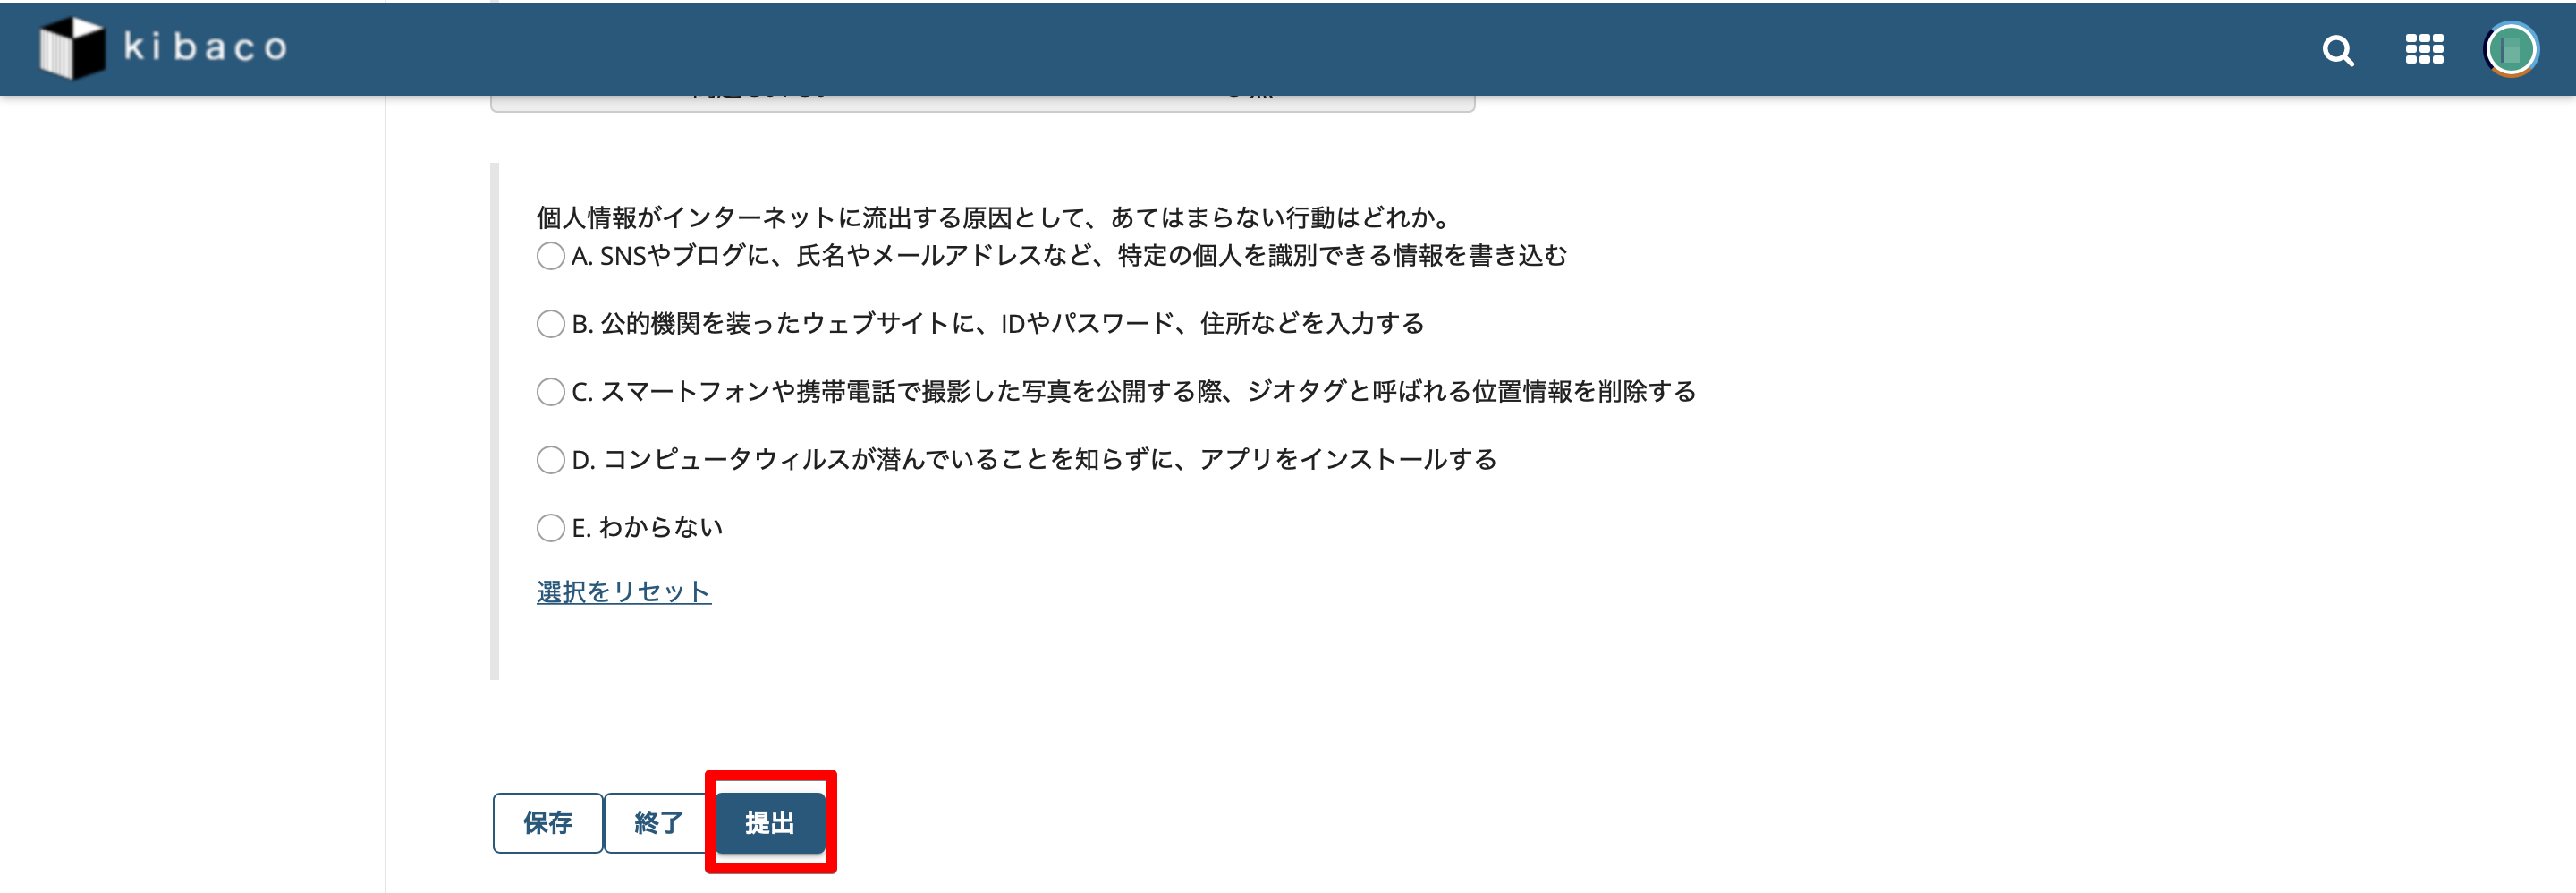 kibaco
個人情報がインターネットに流出する原因として、あてはまらない行動はどれか。
A. SNSやブログに、氏名やメールアドレスなど、特定の個人を識別できる情報を書き込む
B. 公的機関を装ったウェブサイトに、IDやパスワード、住所などを入力する
C. スマートフォンや携帯電話で撮影した写真を公開する際、ジオタグと呼ばれる位置情報を削除する
D. コンピュータウィルスが潜んでいることを知らずに、アプリをインストールする
E. わからない
選択をリセット
保存 終了 提出